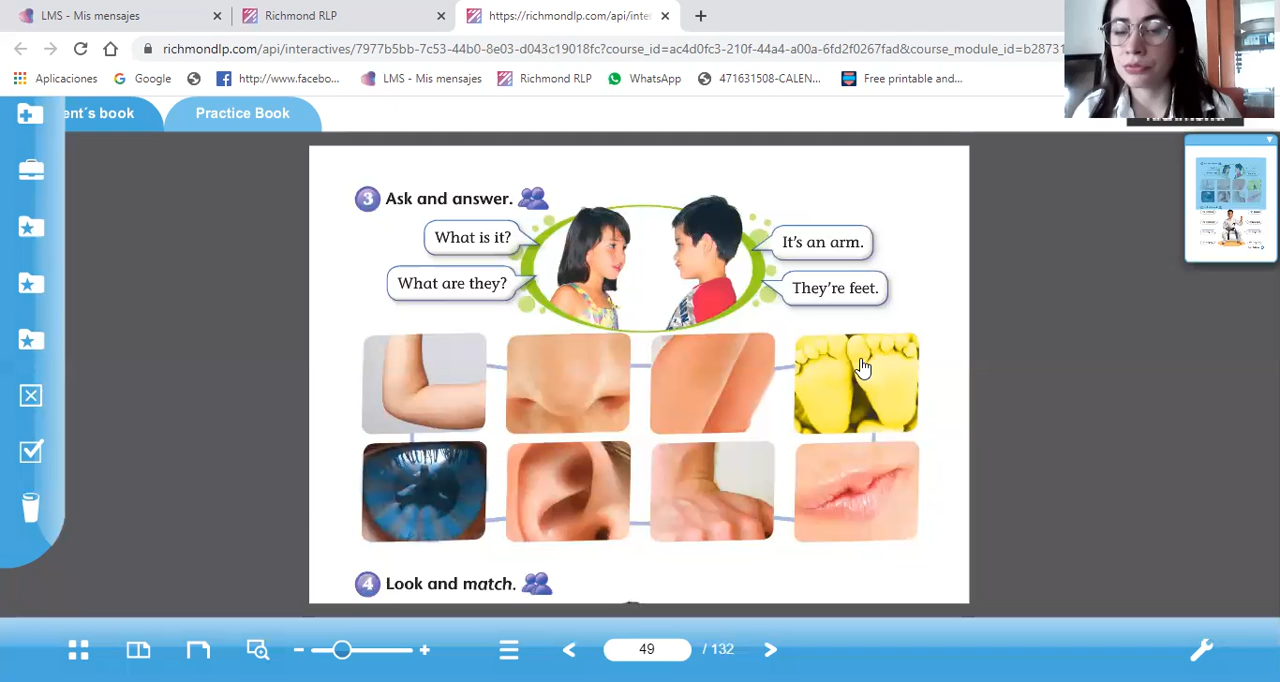 LMS - Mis mensajes
Richmond RLP
https://richmondlp.com/api/inte
richmondlp.com/api/interactives/7977b5bb-7c53-44b0-8e03-d0439e018fc?course_id=ac4d0fc3-210f-44a4-a00a-6fd2f0267fad&course_module_id=b28731
Aplicaciones
Google
http://www.facebo...
LMS - Mis mensajes
Richmond RLP
WhatsApp
471631508-CALEN...
Free printable and...
ent´s book
Practice Book
3 Ask and answer.
What is it?
It's an arm.
What are they?
They're feet.
4 Look and match.
49 / 132